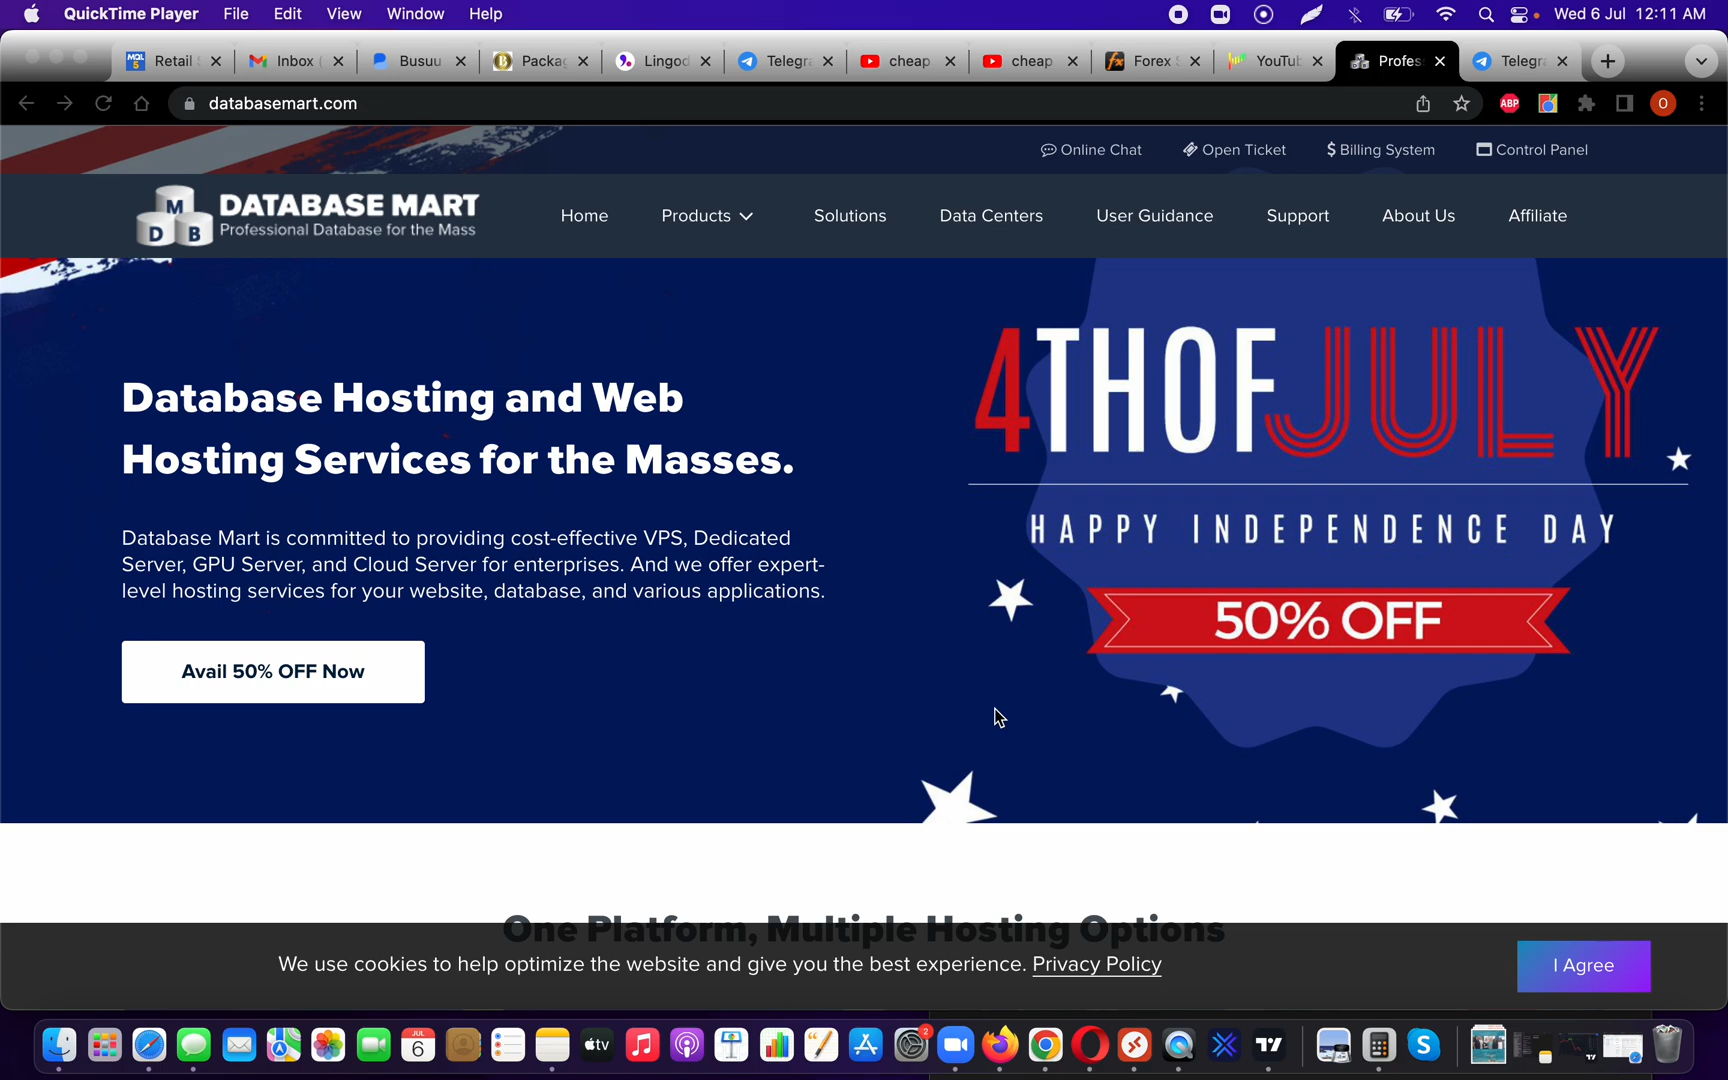 QuickTime Player File Edit View Window Help Wed 6 Jul 12:11 AM
Retail Inbox Busuu Packa Lingod Telegr cheap cheap Forex YouTub Profes Telegr
databasemart.com
ABP
O
Online Chat Open Ticket Billing System Control Panel
M
D B
DATABASE MART
Professional Database for the Mass
Home Products Solutions Data Centers User Guidance Support About Us Affiliate
4THOFJULY
HAPPY INDEPENDENCE DAY
50% OFF
Database Hosting and Web
Hosting Services for the Masses.
Database Mart is committed to providing cost-effective VPS, Dedicated
Server, GPU Server, and Cloud Server for enterprises. And we offer expert-
level hosting services for your website, database, and various applications.
Avail 50% OFF Now
One Platform, Multiple Hosting Options
We use cookies to help optimize the website and give you the best experience. Privacy Policy
I Agree
JUL
6
tv
2